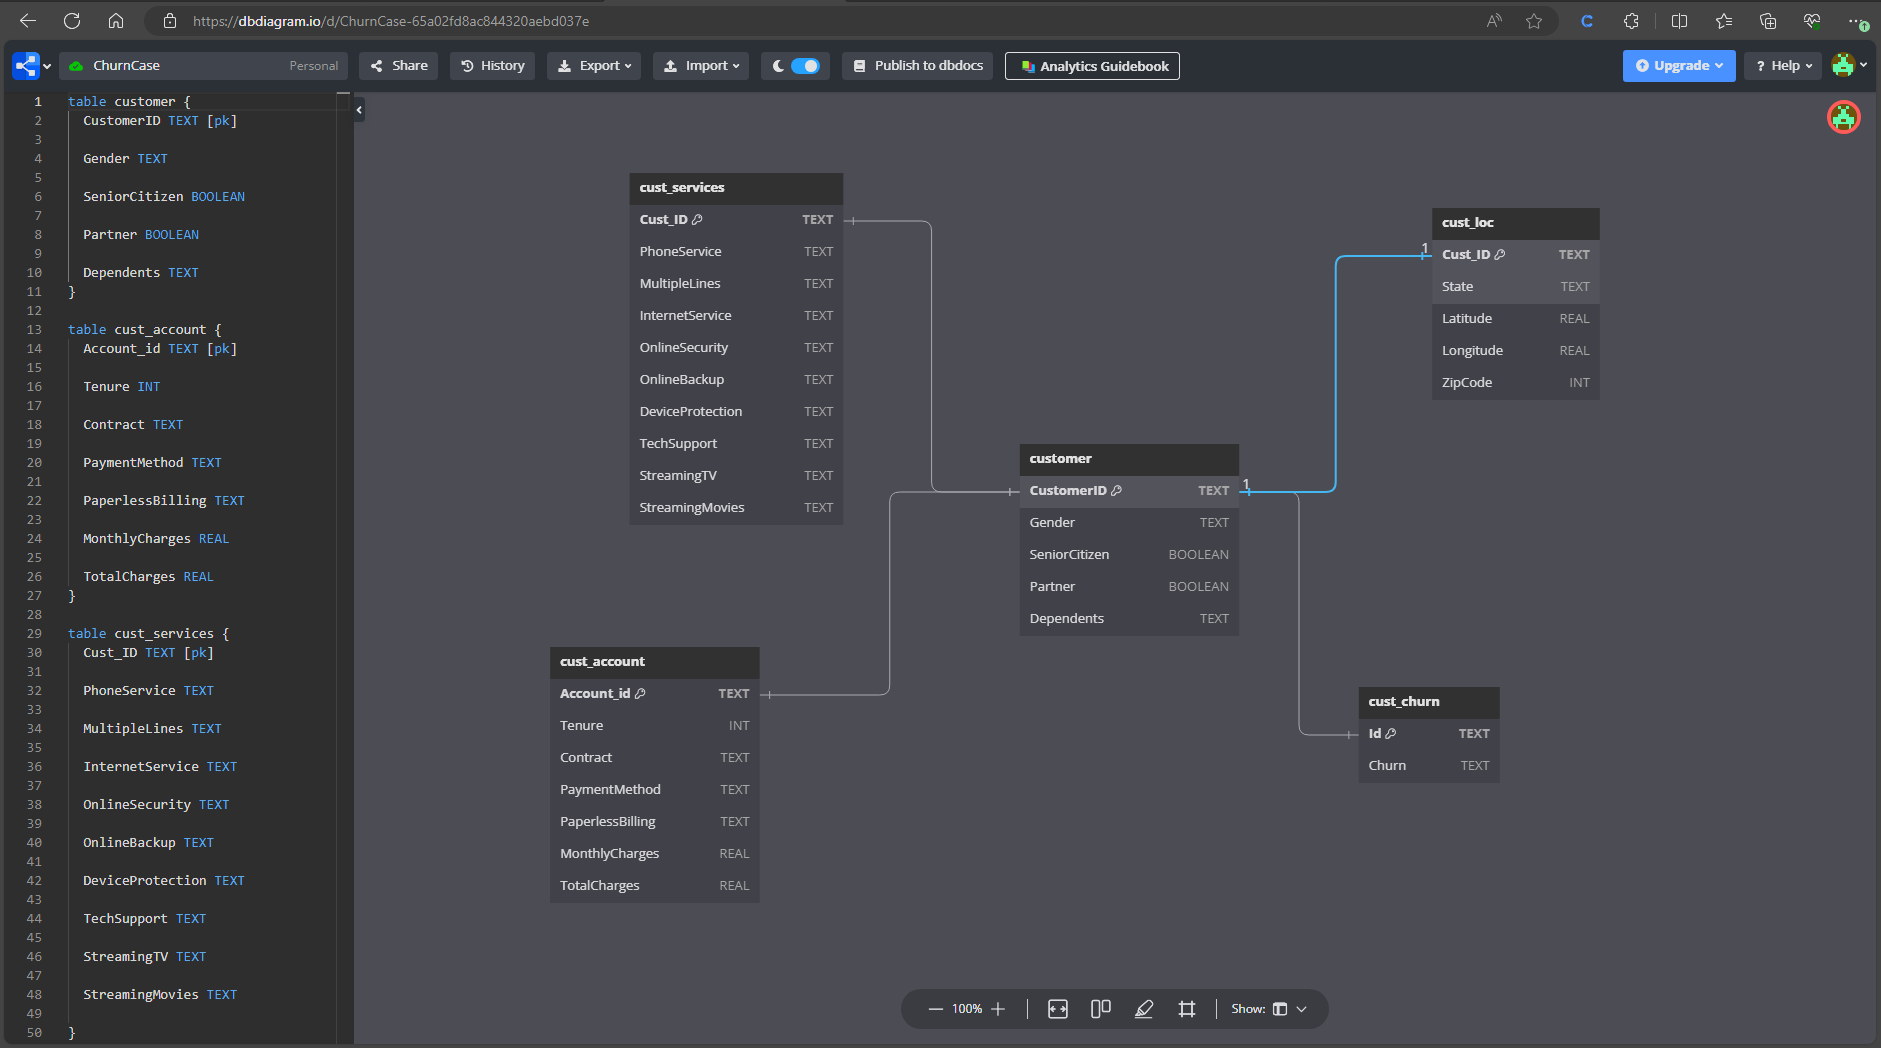 https://dbdiagram.io/d/ChurnCase-65a02fd8ac844320aebd037e
ChurnCase Personal Share History Export Import Publish to dbdocs Analytics Guidebook Upgrade ? Help
1 table customer {
2 CustomerID TEXT [pk]
3
4 Gender TEXT
5
6 SeniorCitizen BOOLEAN
7
8 Partner BOOLEAN
9
10 Dependents TEXT
11 }
12
13 table cust_account {
14 Account_id TEXT [pk]
15
16 Tenure INT
17
18 Contract TEXT
19
20 PaymentMethod TEXT
21
22 PaperlessBilling TEXT
23
24 MonthlyCharges REAL
25
26 TotalCharges REAL
27 }
28
29 table cust_services {
30 Cust_ID TEXT [pk]
31
32 PhoneService TEXT
33
34 MultipleLines TEXT
35
36 InternetService TEXT
37
38 OnlineSecurity TEXT
39
40 OnlineBackup TEXT
41
42 DeviceProtection TEXT
43
44 TechSupport TEXT
45
46 StreamingTV TEXT
47
48 StreamingMovies TEXT
49
50 }
cust_services
Cust_ID TEXT
PhoneService TEXT
MultipleLines TEXT
InternetService TEXT
OnlineSecurity TEXT
OnlineBackup TEXT
DeviceProtection TEXT
TechSupport TEXT
StreamingTV TEXT
StreamingMovies TEXT
cust_account
Account_id TEXT
Tenure INT
Contract TEXT
PaymentMethod TEXT
PaperlessBilling TEXT
MonthlyCharges REAL
TotalCharges REAL
customer
CustomerID TEXT
Gender TEXT
SeniorCitizen BOOLEAN
Partner BOOLEAN
Dependents TEXT
1
1
cust_loc
Cust_ID TEXT
State TEXT
Latitude REAL
Longitude REAL
ZipCode INT
cust_churn
Id TEXT
Churn TEXT
100% Show: